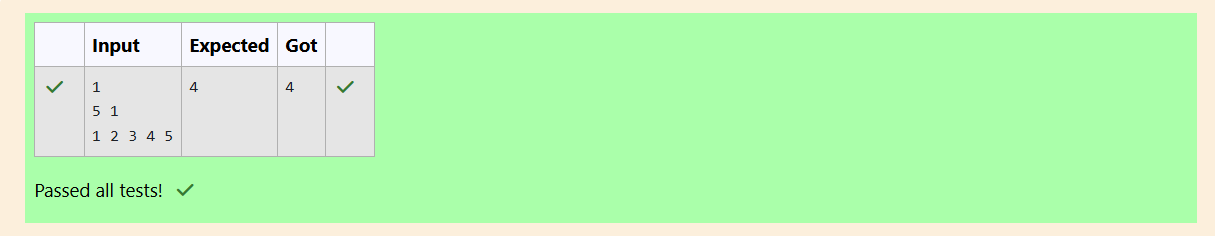 Input Expected Got
1 4 4
5 1
1 2 3 4 5
Passed all tests!